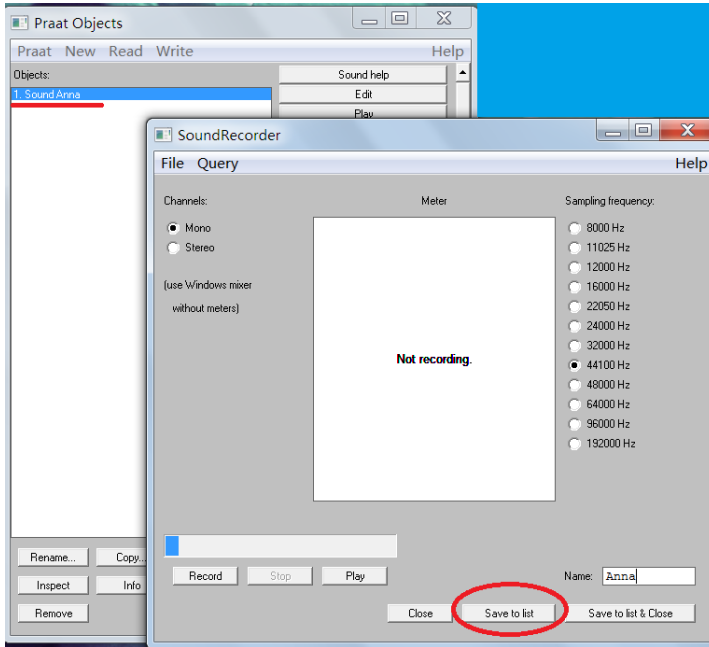 Praat Objects
Praat New Read Write Help
Objects:
1. Sound Anna
Sound help
Edit
Play
SoundRecorder
File Query Help
Channels:
Mono
Stereo
(use Windows mixer
without meters)
Meter
Not recording.
Sampling frequency:
8000 Hz
11025 Hz
12000 Hz
16000 Hz
22050 Hz
24000 Hz
32000 Hz
44100 Hz
48000 Hz
64000 Hz
96000 Hz
192000 Hz
Rename... Copy...
Inspect Info
Remove
Record Stop Play
Name: Anna
Close Save to list Save to list & Close